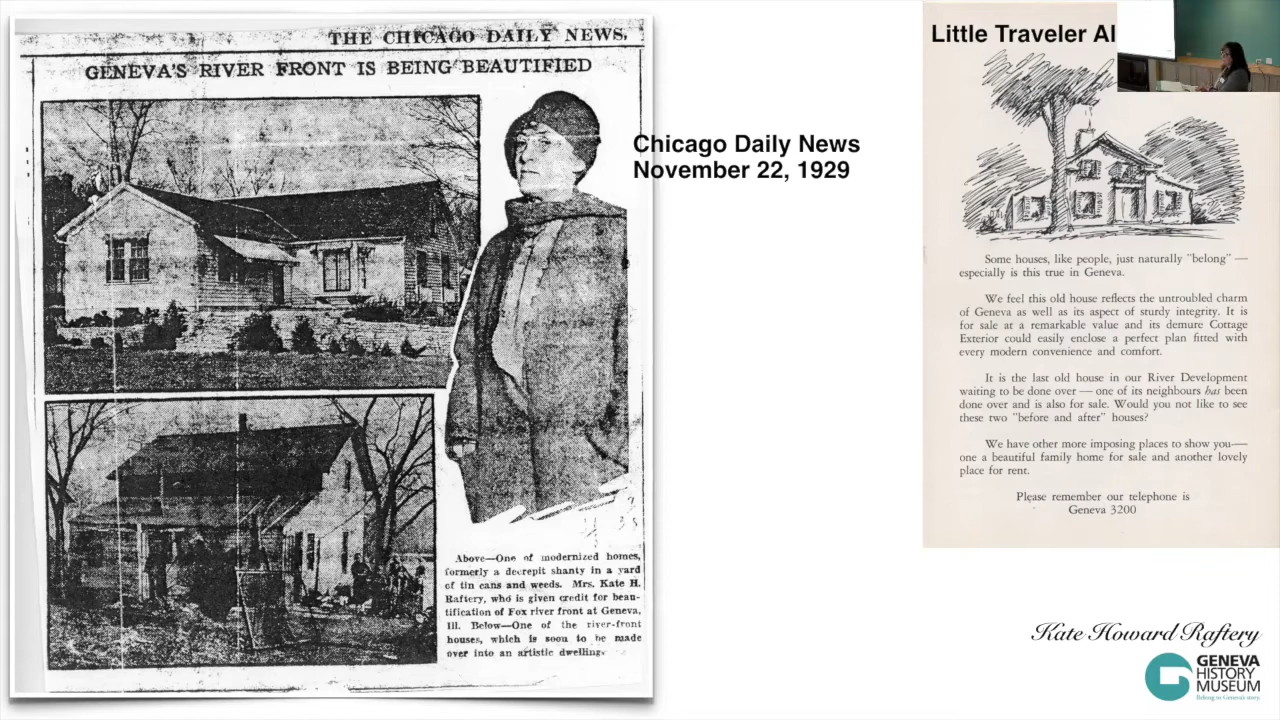 THE CHICAGO DAILY NEWS,
GENEVA'S RIVER FRONT IS BEING BEAUTIFIED
Above—One of modernized homes,
formerly a decrepit shanty in a yard
of tin cans and weeds. Mrs. Kate H.
Raftery, who is given credit for beau-
tification of Fox river front at Geneva,
Ill. Below—One of the river-front
houses, which is soon to be made
over into an artistic dwelling.
Chicago Daily News
November 22, 1929
Little Traveler
Some houses, like people, just naturally "belong" —
especially is this true in Geneva.
We feel this old house reflects the untroubled charm
of Geneva as well as its aspect of sturdy integrity. It is
for sale at a remarkable value and its demure Cottage
Exterior could easily enclose a perfect plan fitted with
every modern convenience and comfort.
It is the last old house in our River Development
waiting to be done over — one of its neighbours has been
done over and is also for sale. Would you not like to see
these two "before and after" houses?
We have other more imposing places to show you—
one a beautiful family home for sale and another lovely
place for rent.
Please remember our telephone is
Geneva 3200
Kate Howard Raftery
GENEVA
HISTORY
MUSEUM
Belong to Geneva's story.